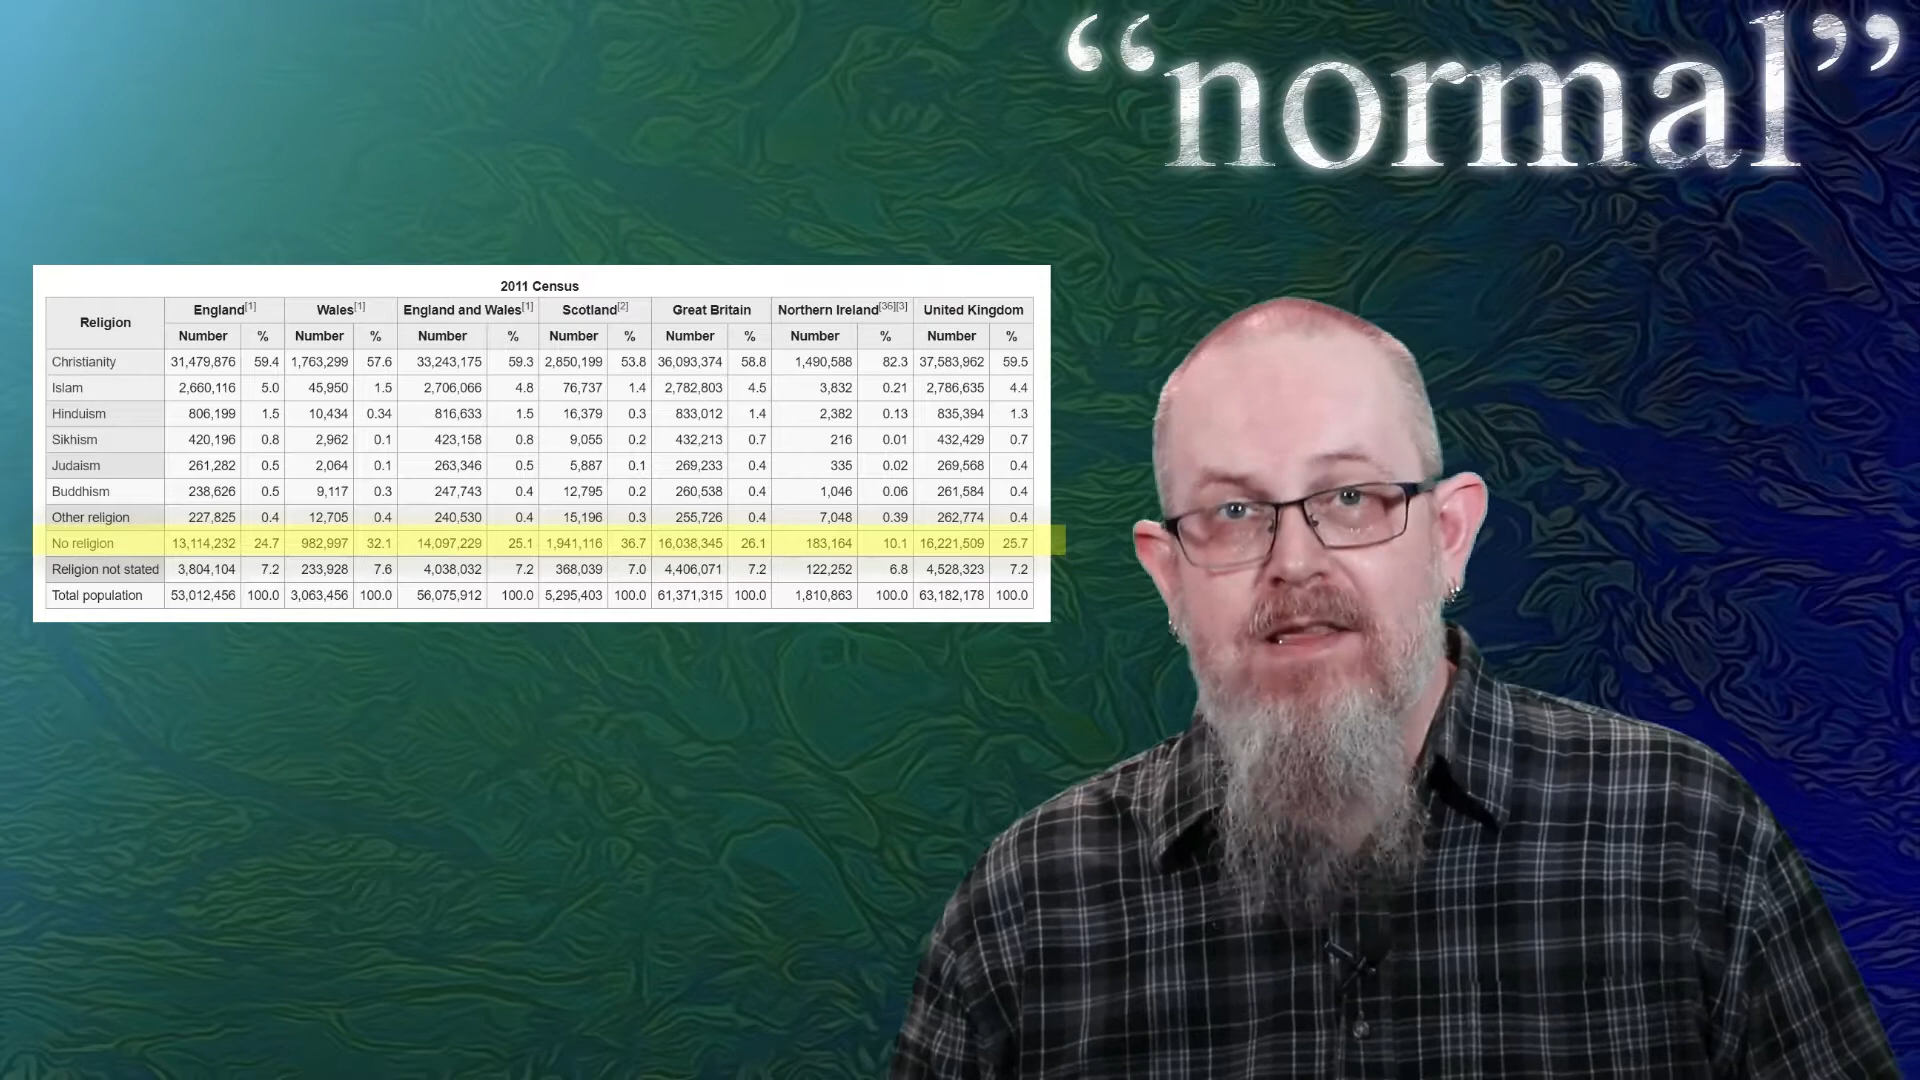 “normal”
2011 Census
Religion England[1] Wales[1] England and Wales[1] Scotland[2] Great Britain Northern Ireland[36][3] United Kingdom
Number % Number % Number % Number % Number % Number % Number %
Christianity 31,479,876 59.4 1,763,299 57.6 33,243,175 59.3 2,850,199 53.8 36,093,374 58.8 1,490,588 82.3 37,583,962 59.5
Islam 2,660,116 5.0 45,950 1.5 2,706,066 4.8 76,737 1.4 2,782,803 4.5 3,832 0.21 2,786,635 4.4
Hinduism 806,199 1.5 10,434 0.34 816,633 1.5 16,379 0.3 833,012 1.4 2,382 0.13 835,394 1.3
Sikhism 420,196 0.8 2,962 0.1 423,158 0.8 9,055 0.2 432,213 0.7 216 0.01 432,429 0.7
Judaism 261,282 0.5 2,064 0.1 263,346 0.5 5,887 0.1 269,233 0.4 335 0.02 269,568 0.4
Buddhism 238,626 0.5 9,117 0.3 247,743 0.4 12,795 0.2 260,538 0.4 1,046 0.06 261,584 0.4
Other religion 227,825 0.4 12,705 0.4 240,530 0.4 15,196 0.3 255,726 0.4 7,048 0.39 262,774 0.4
No religion 13,114,232 24.7 982,997 32.1 14,097,229 25.1 1,941,116 36.7 16,038,345 26.1 183,164 10.1 16,221,509 25.7
Religion not stated 3,804,104 7.2 233,928 7.6 4,038,032 7.2 368,039 7.0 4,406,071 7.2 122,252 6.8 4,528,323 7.2
Total population 53,012,456 100.0 3,063,456 100.0 56,075,912 100.0 5,295,403 100.0 61,371,315 100.0 1,810,863 100.0 63,182,178 100.0